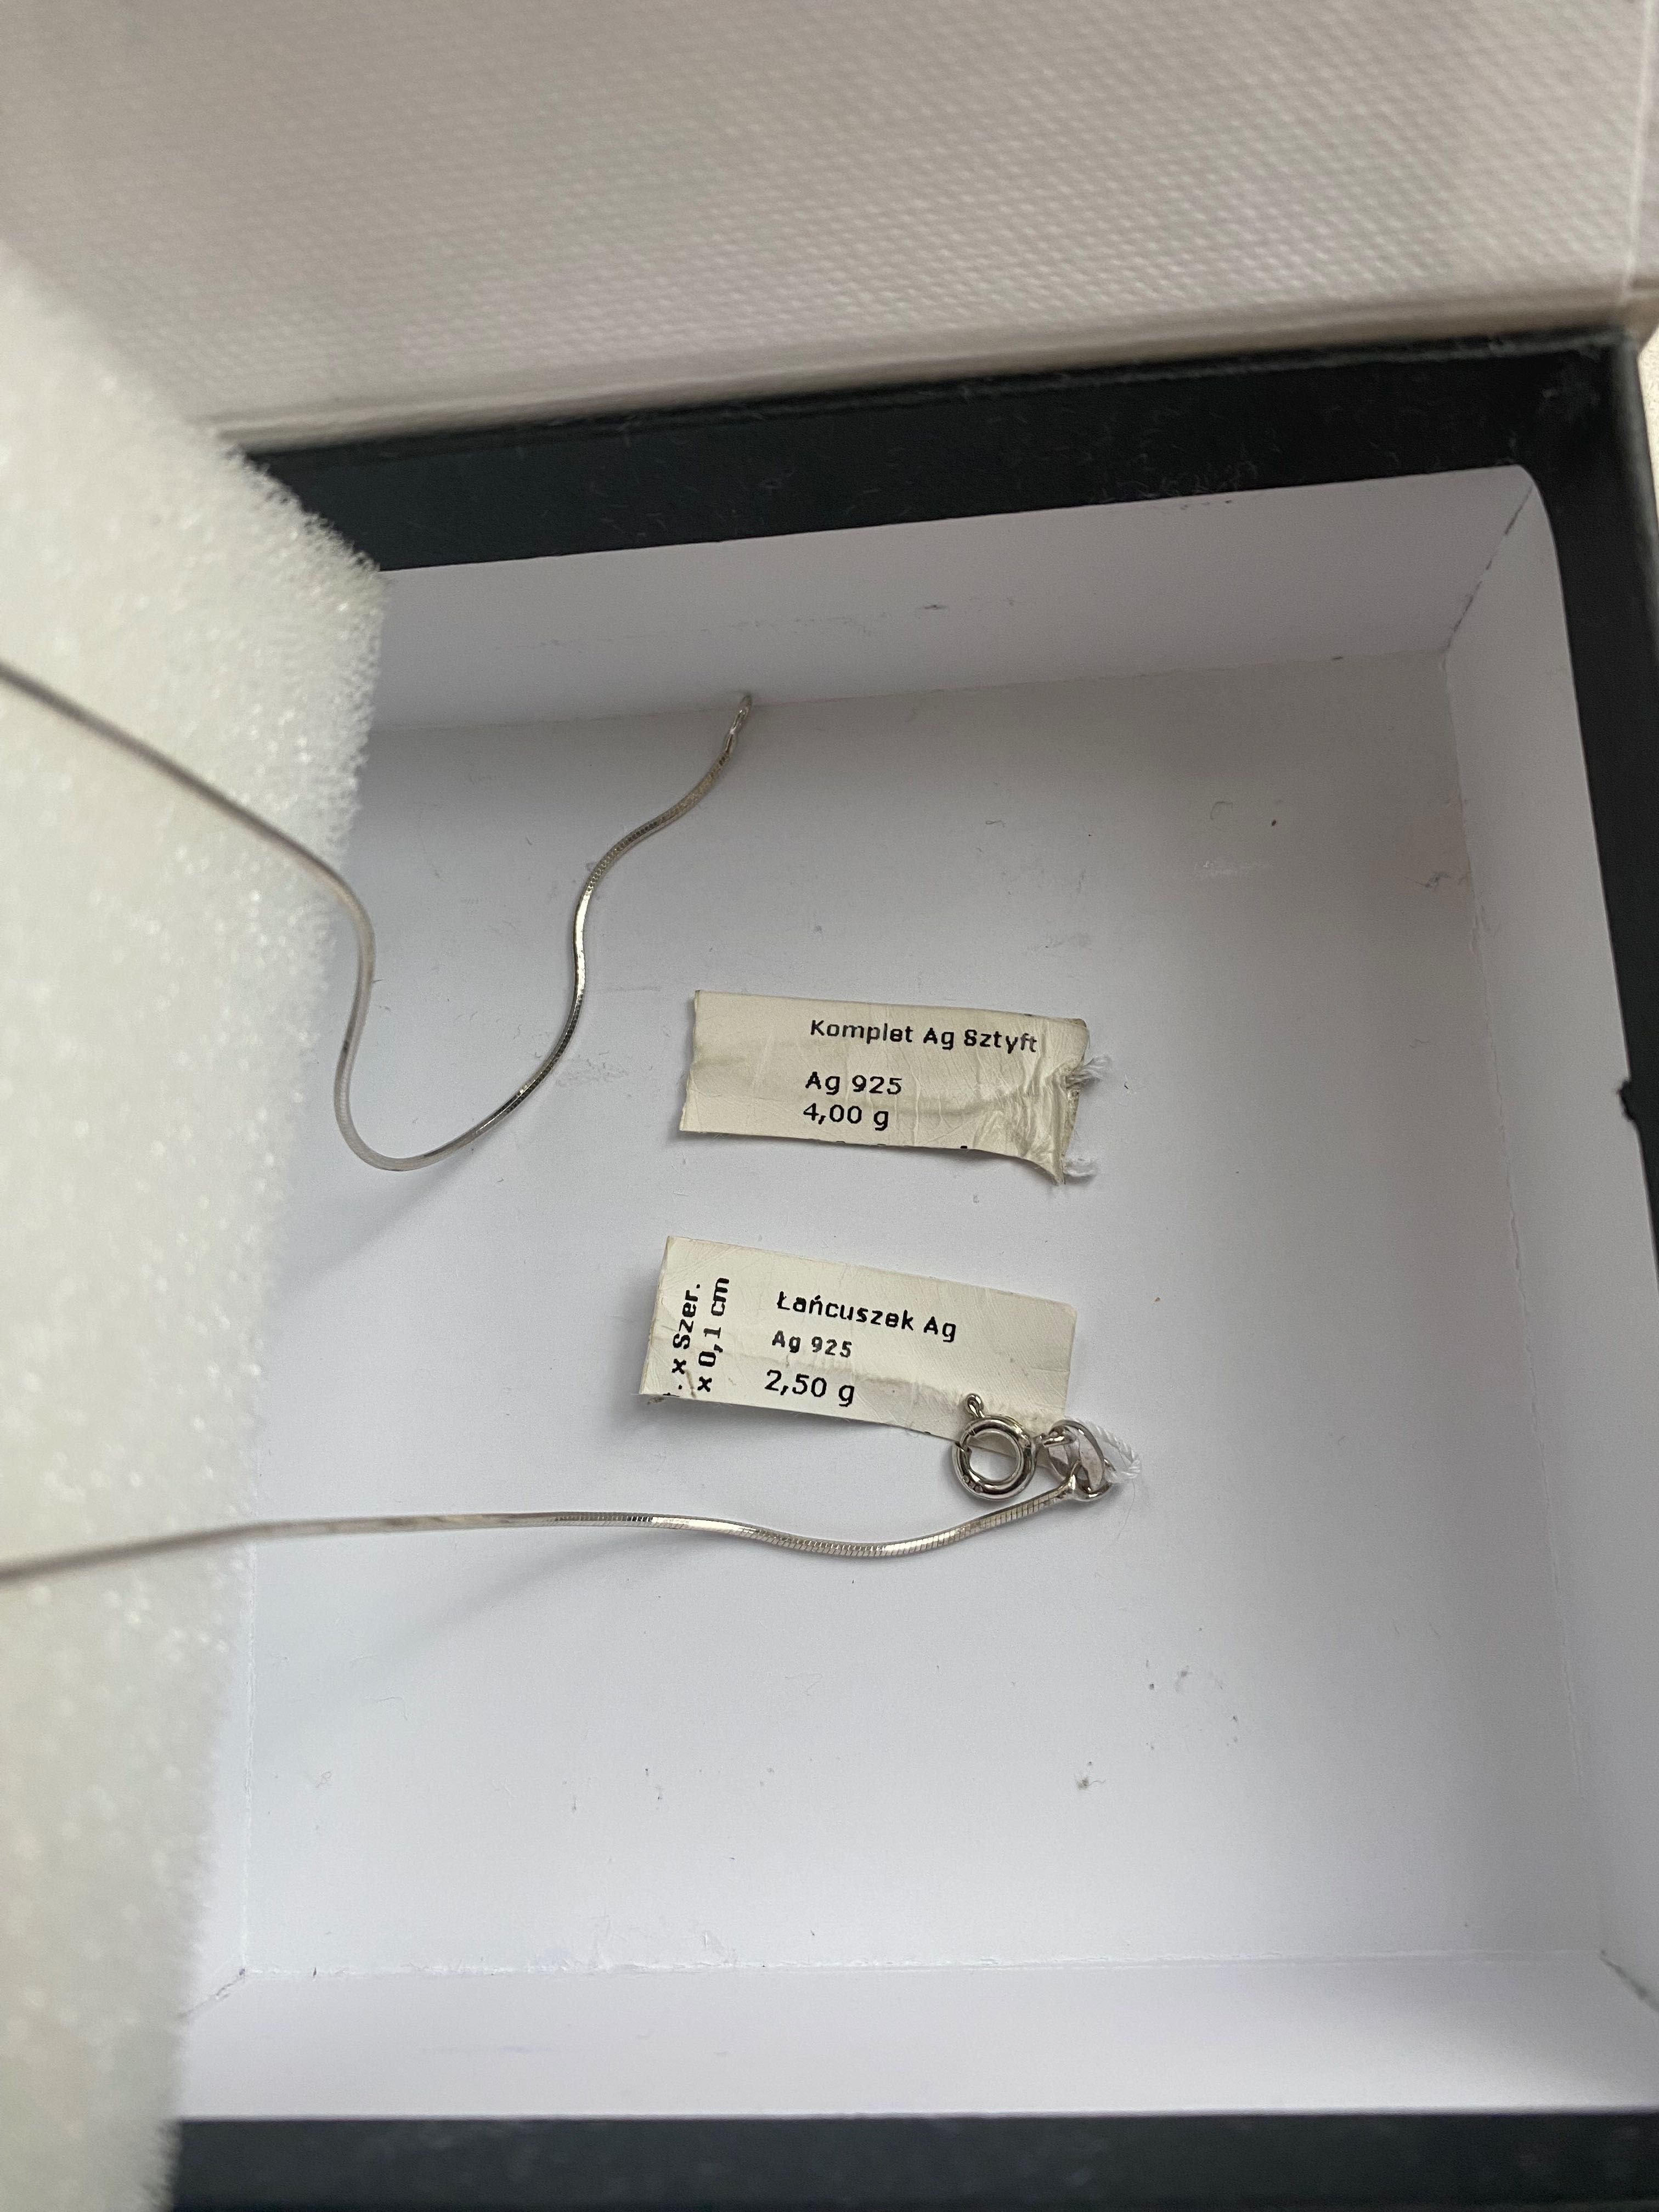 Komplet Ag Sztyft
Ag 925
4,00 g
x Szer.
x 0,1 cm
Łańcuszek Ag
Ag 925
2,50 g